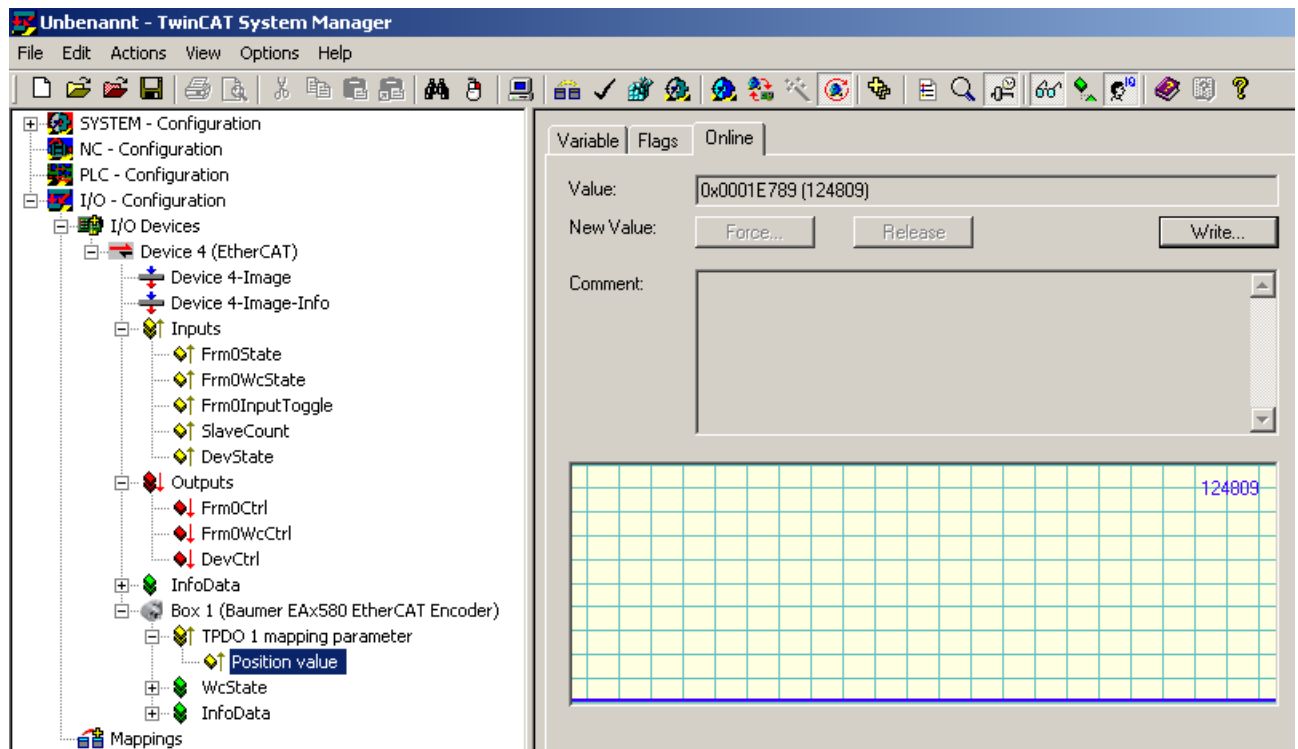 Unbenannt - TwinCAT System Manager
File Edit Actions View Options Help
SYSTEM - Configuration
NC - Configuration
PLC - Configuration
I/O - Configuration
I/O Devices
Device 4 (EtherCAT)
Device 4-Image
Device 4-Image-Info
Inputs
Frm0State
Frm0WcState
Frm0InputToggle
SlaveCount
DevState
Outputs
Frm0Ctrl
Frm0WcCtrl
DevCtrl
InfoData
Box 1 (Baumer EAx580 EtherCAT Encoder)
TPDO 1 mapping parameter
Position value
WcState
InfoData
Mappings
Variable Flags Online
Value: 0x0001E789 (124809)
New Value: Force... Release Write...
Comment:
124809